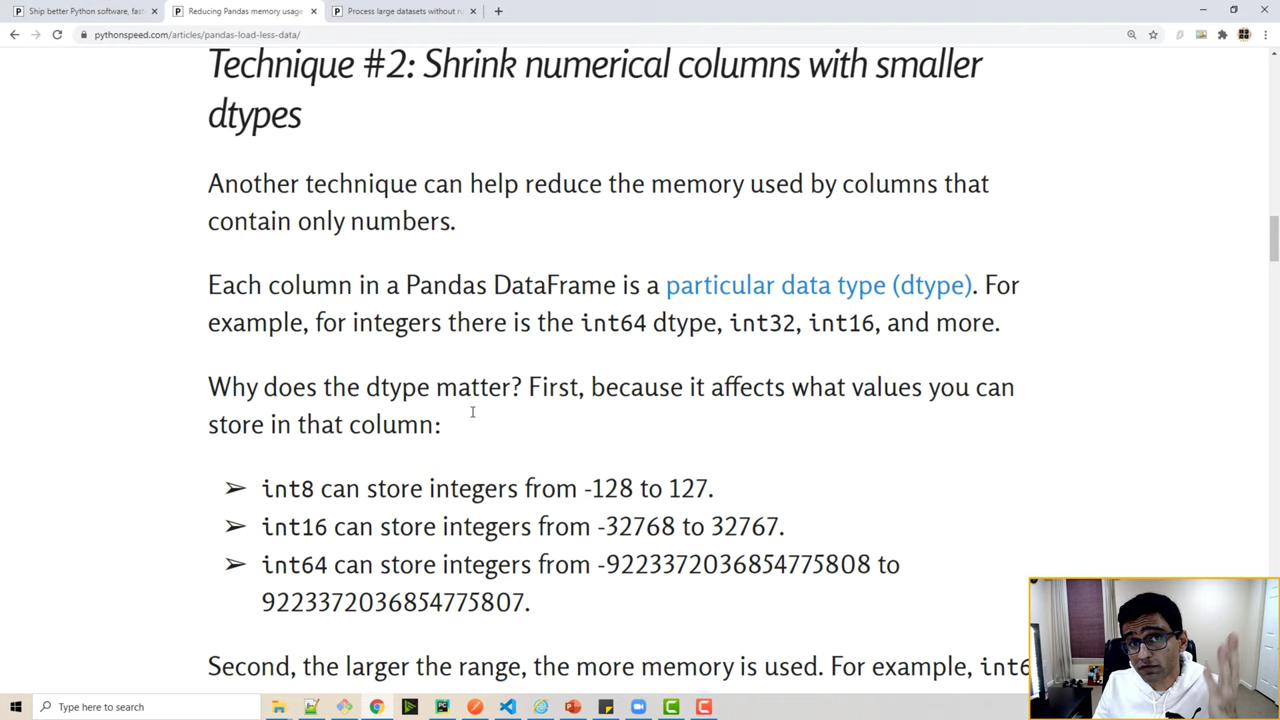 Ship better Python software, fast
Reducing Pandas memory usage
Process large datasets without ru
pythonspeed.com/articles/pandas-load-less-data/
Technique #2: Shrink numerical columns with smaller
dtypes
Another technique can help reduce the memory used by columns that
contain only numbers.
Each column in a Pandas DataFrame is a particular data type (dtype). For
example, for integers there is the int64 dtype, int32, int16, and more.
Why does the dtype matter? First, because it affects what values you can
store in that column:
➢ int8 can store integers from -128 to 127.
➢ int16 can store integers from -32768 to 32767.
➢ int64 can store integers from -9223372036854775808 to
9223372036854775807.
Second, the larger the range, the more memory is used. For example, int6
Type here to search